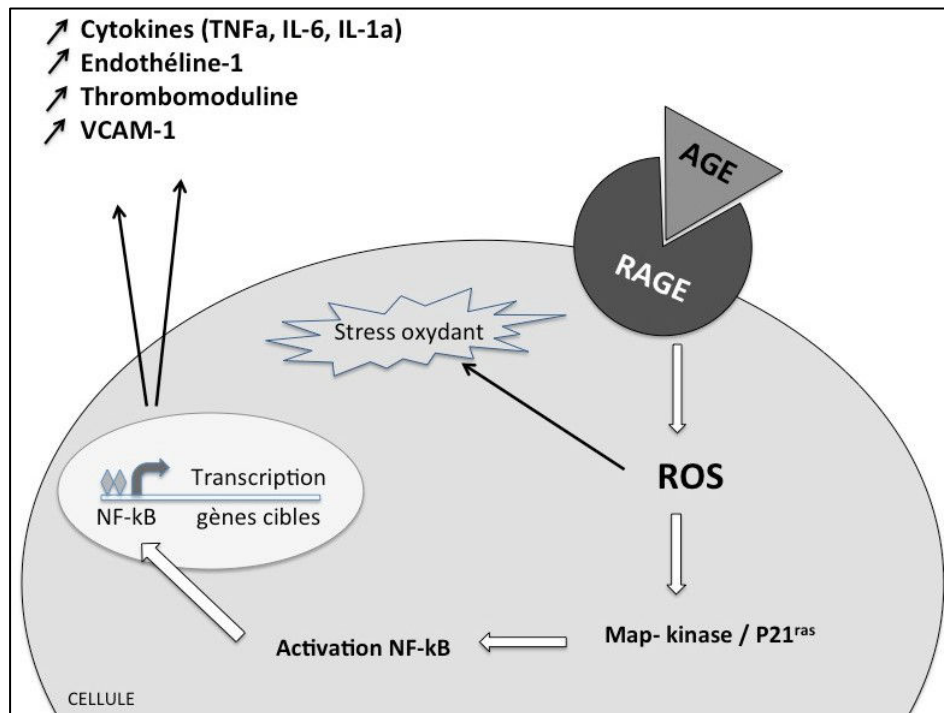 Cytokines (TNFa, IL-6, IL-1a)
Endothéline-1
Thrombomoduline
VCAM-1
AGE
RAGE
Stress oxydant
ROS
Transcription
NF-kB gènes cibles
Map- kinase / P21ras
Activation NF-kB
CELLULE